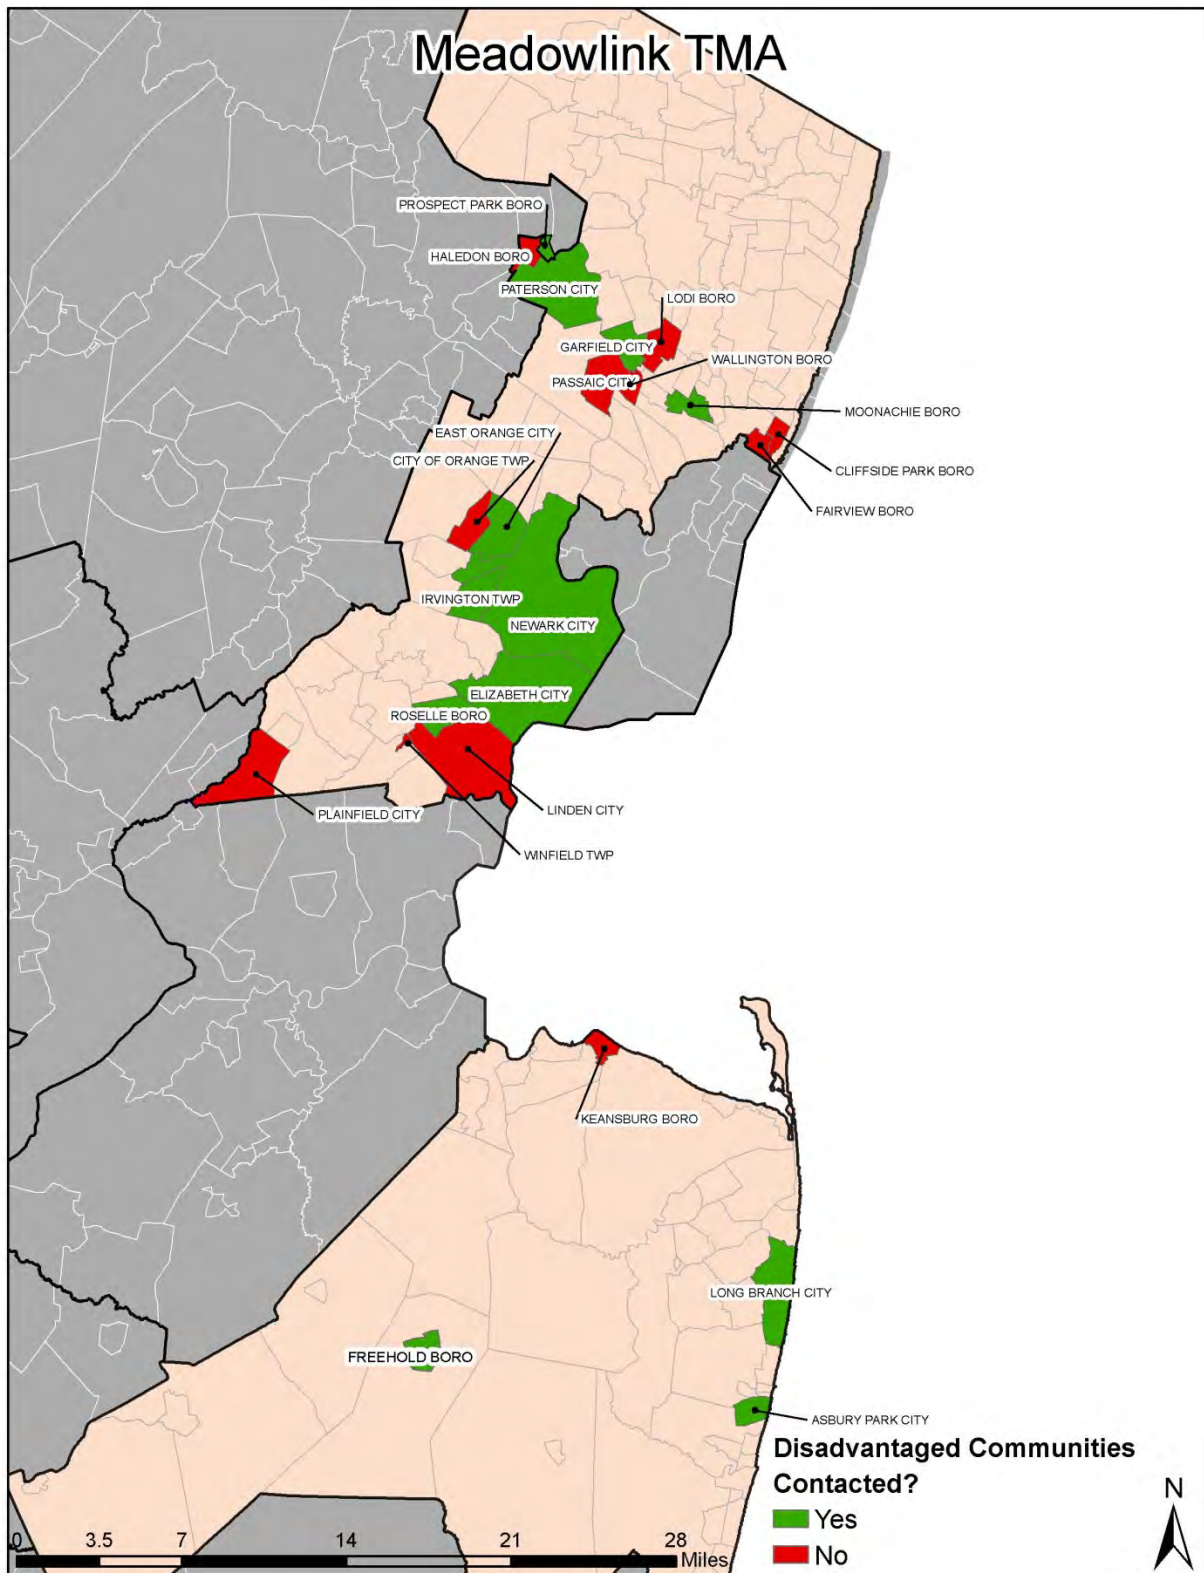 Meadowlink TMA
PROSPECT PARK BORO
HALEDON BORO
PATERSON CITY
LODI BORO
GARFIELD CITY
WALLINGTON BORO
PASSAIC CITY
MOONACHIE BORO
EAST ORANGE CITY
CITY OF ORANGE TWP
CLIFFSIDE PARK BORO
FAIRVIEW BORO
IRVINGTON TWP
NEWARK CITY
ELIZABETH CITY
ROSELLE BORO
LINDEN CITY
PLAINFIELD CITY
WINFIELD TWP
KEANSBURG BORO
LONG BRANCH CITY
FREEHOLD BORO
ASBURY PARK CITY
Disadvantaged Communities
Contacted?
Yes
No
N
0 3.5 7 14 21 28
Miles